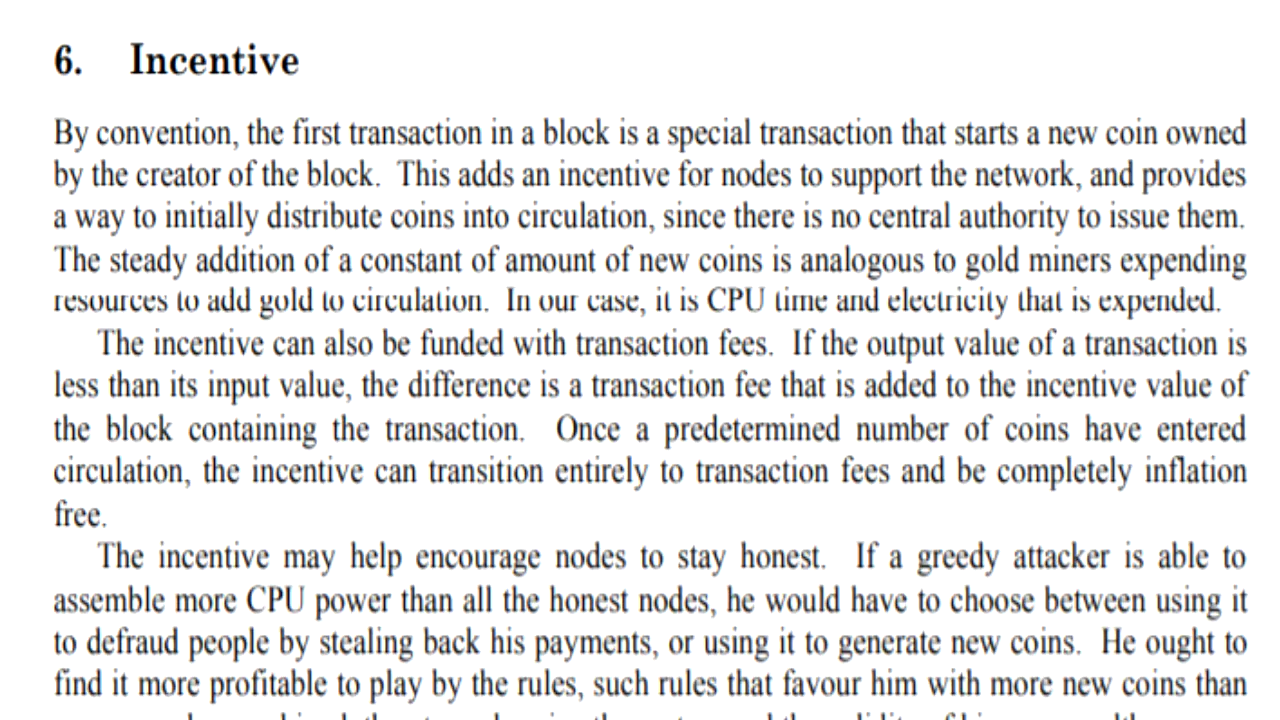 6. Incentive
By convention, the first transaction in a block is a special transaction that starts a new coin owned
by the creator of the block. This adds an incentive for nodes to support the network, and provides
a way to initially distribute coins into circulation, since there is no central authority to issue them.
The steady addition of a constant of amount of new coins is analogous to gold miners expending
resources to add gold to circulation. In our case, it is CPU time and electricity that is expended.
The incentive can also be funded with transaction fees. If the output value of a transaction is
less than its input value, the difference is a transaction fee that is added to the incentive value of
the block containing the transaction. Once a predetermined number of coins have entered
circulation, the incentive can transition entirely to transaction fees and be completely inflation
free.
The incentive may help encourage nodes to stay honest. If a greedy attacker is able to
assemble more CPU power than all the honest nodes, he would have to choose between using it
to defraud people by stealing back his payments, or using it to generate new coins. He ought to
find it more profitable to play by the rules, such rules that favour him with more new coins than